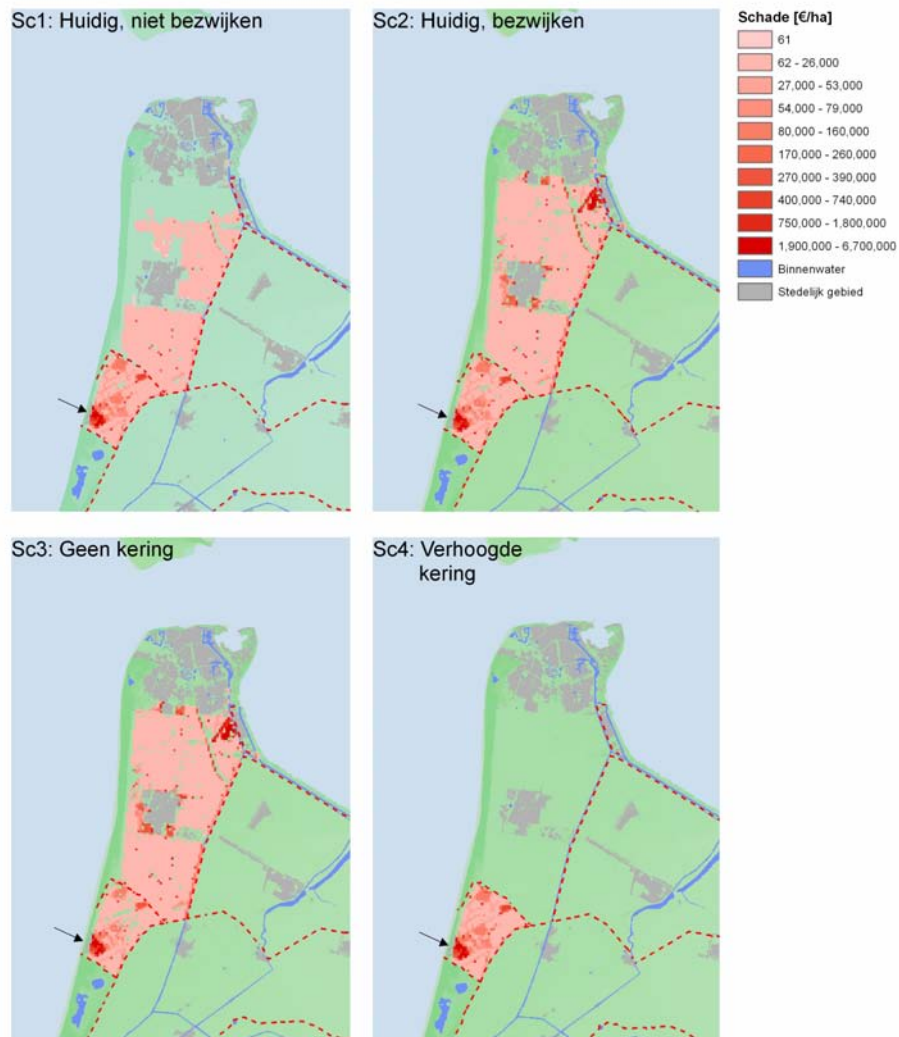 Sc1: Huidig, niet bezwijken
Sc2: Huidig, bezwijken
Schade [€/ha]
61
62 - 26,000
27,000 - 53,000
54,000 - 79,000
80,000 - 160,000
170,000 - 260,000
270,000 - 390,000
400,000 - 740,000
750,000 - 1,800,000
1,900,000 - 6,700,000
Binnenwater
Stedelijk gebied
Sc3: Geen kering
Sc4: Verhoogde
kering